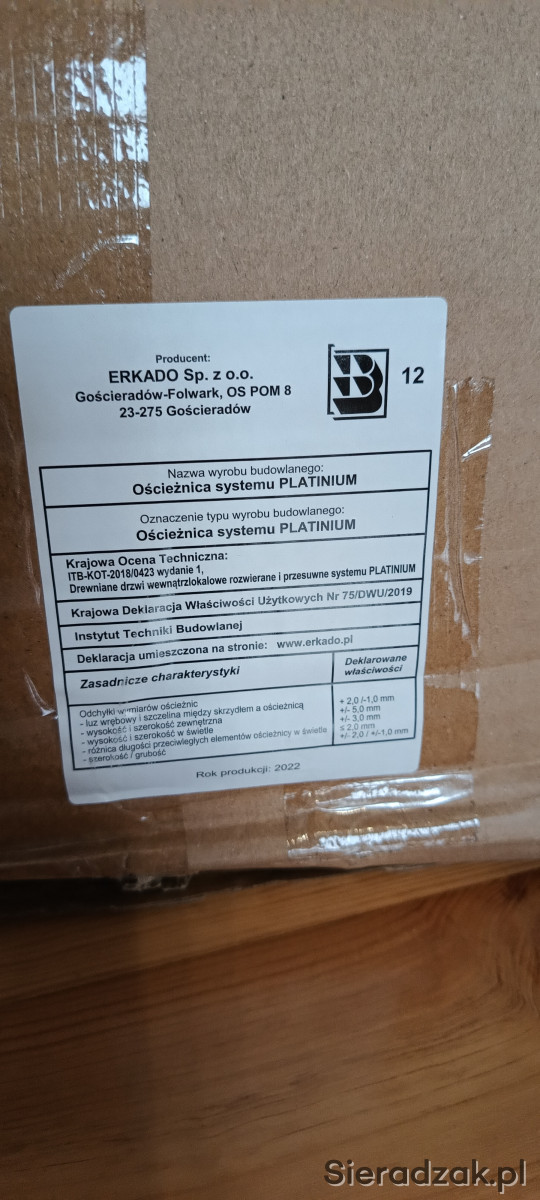 Producent:
ERKADO Sp. z o.o.
Gościeradów-Folwark, OS POM 8
23-275 Gościeradów
B 12
Nazwa wyrobu budowlanego:
Ościeżnica systemu PLATINIUM
Oznaczenie typu wyrobu budowlanego:
Ościeżnica systemu PLATINIUM
Krajowa Ocena Techniczna:
ITB-KOT-2018/0423 wydanie 1,
Drewniane drzwi wewnątrzlokalowe rozwierane i przesuwne systemu PLATINIUM
Krajowa Deklaracja Właściwości Użytkowych Nr 75/DWU/2019
Instytut Techniki Budowlanej
Deklaracja umieszczona na stronie: www.erkado.pl
Zasadnicze charakterystyki
Deklarowane
właściwości
Odchyłki wymiarów ościeżnic
- luz wrębowy i szczelina między skrzydłem a ościeżnicą
- wysokość i szerokość zewnętrzna
- wysokość i szerokość w świetle
- różnica długości przeciwległych elementów ościeżnicy w świetle
- szerokość / grubość
+ 2,0 /-1,0 mm
+/- 5,0 mm
+/- 3,0 mm
≤ 2,0 mm
+/- 2,0 / +/-1,0 mm
Rok produkcji: 2022
Sieradzak.pl